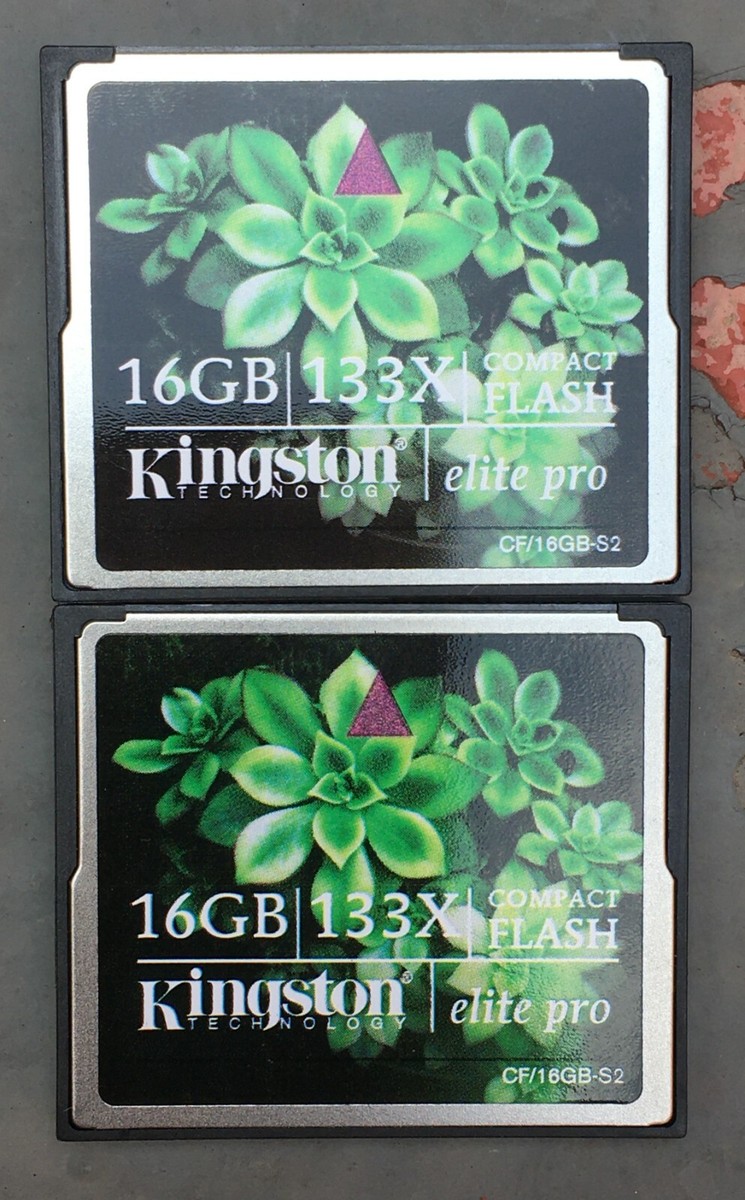 16GB 133X COMPACT FLASH
Kingston® elite pro
TECHNOLOGY
CF/16GB-S2
16GB 133X COMPACT FLASH
Kingston® elite pro
TECHNOLOGY
CF/16GB-S2